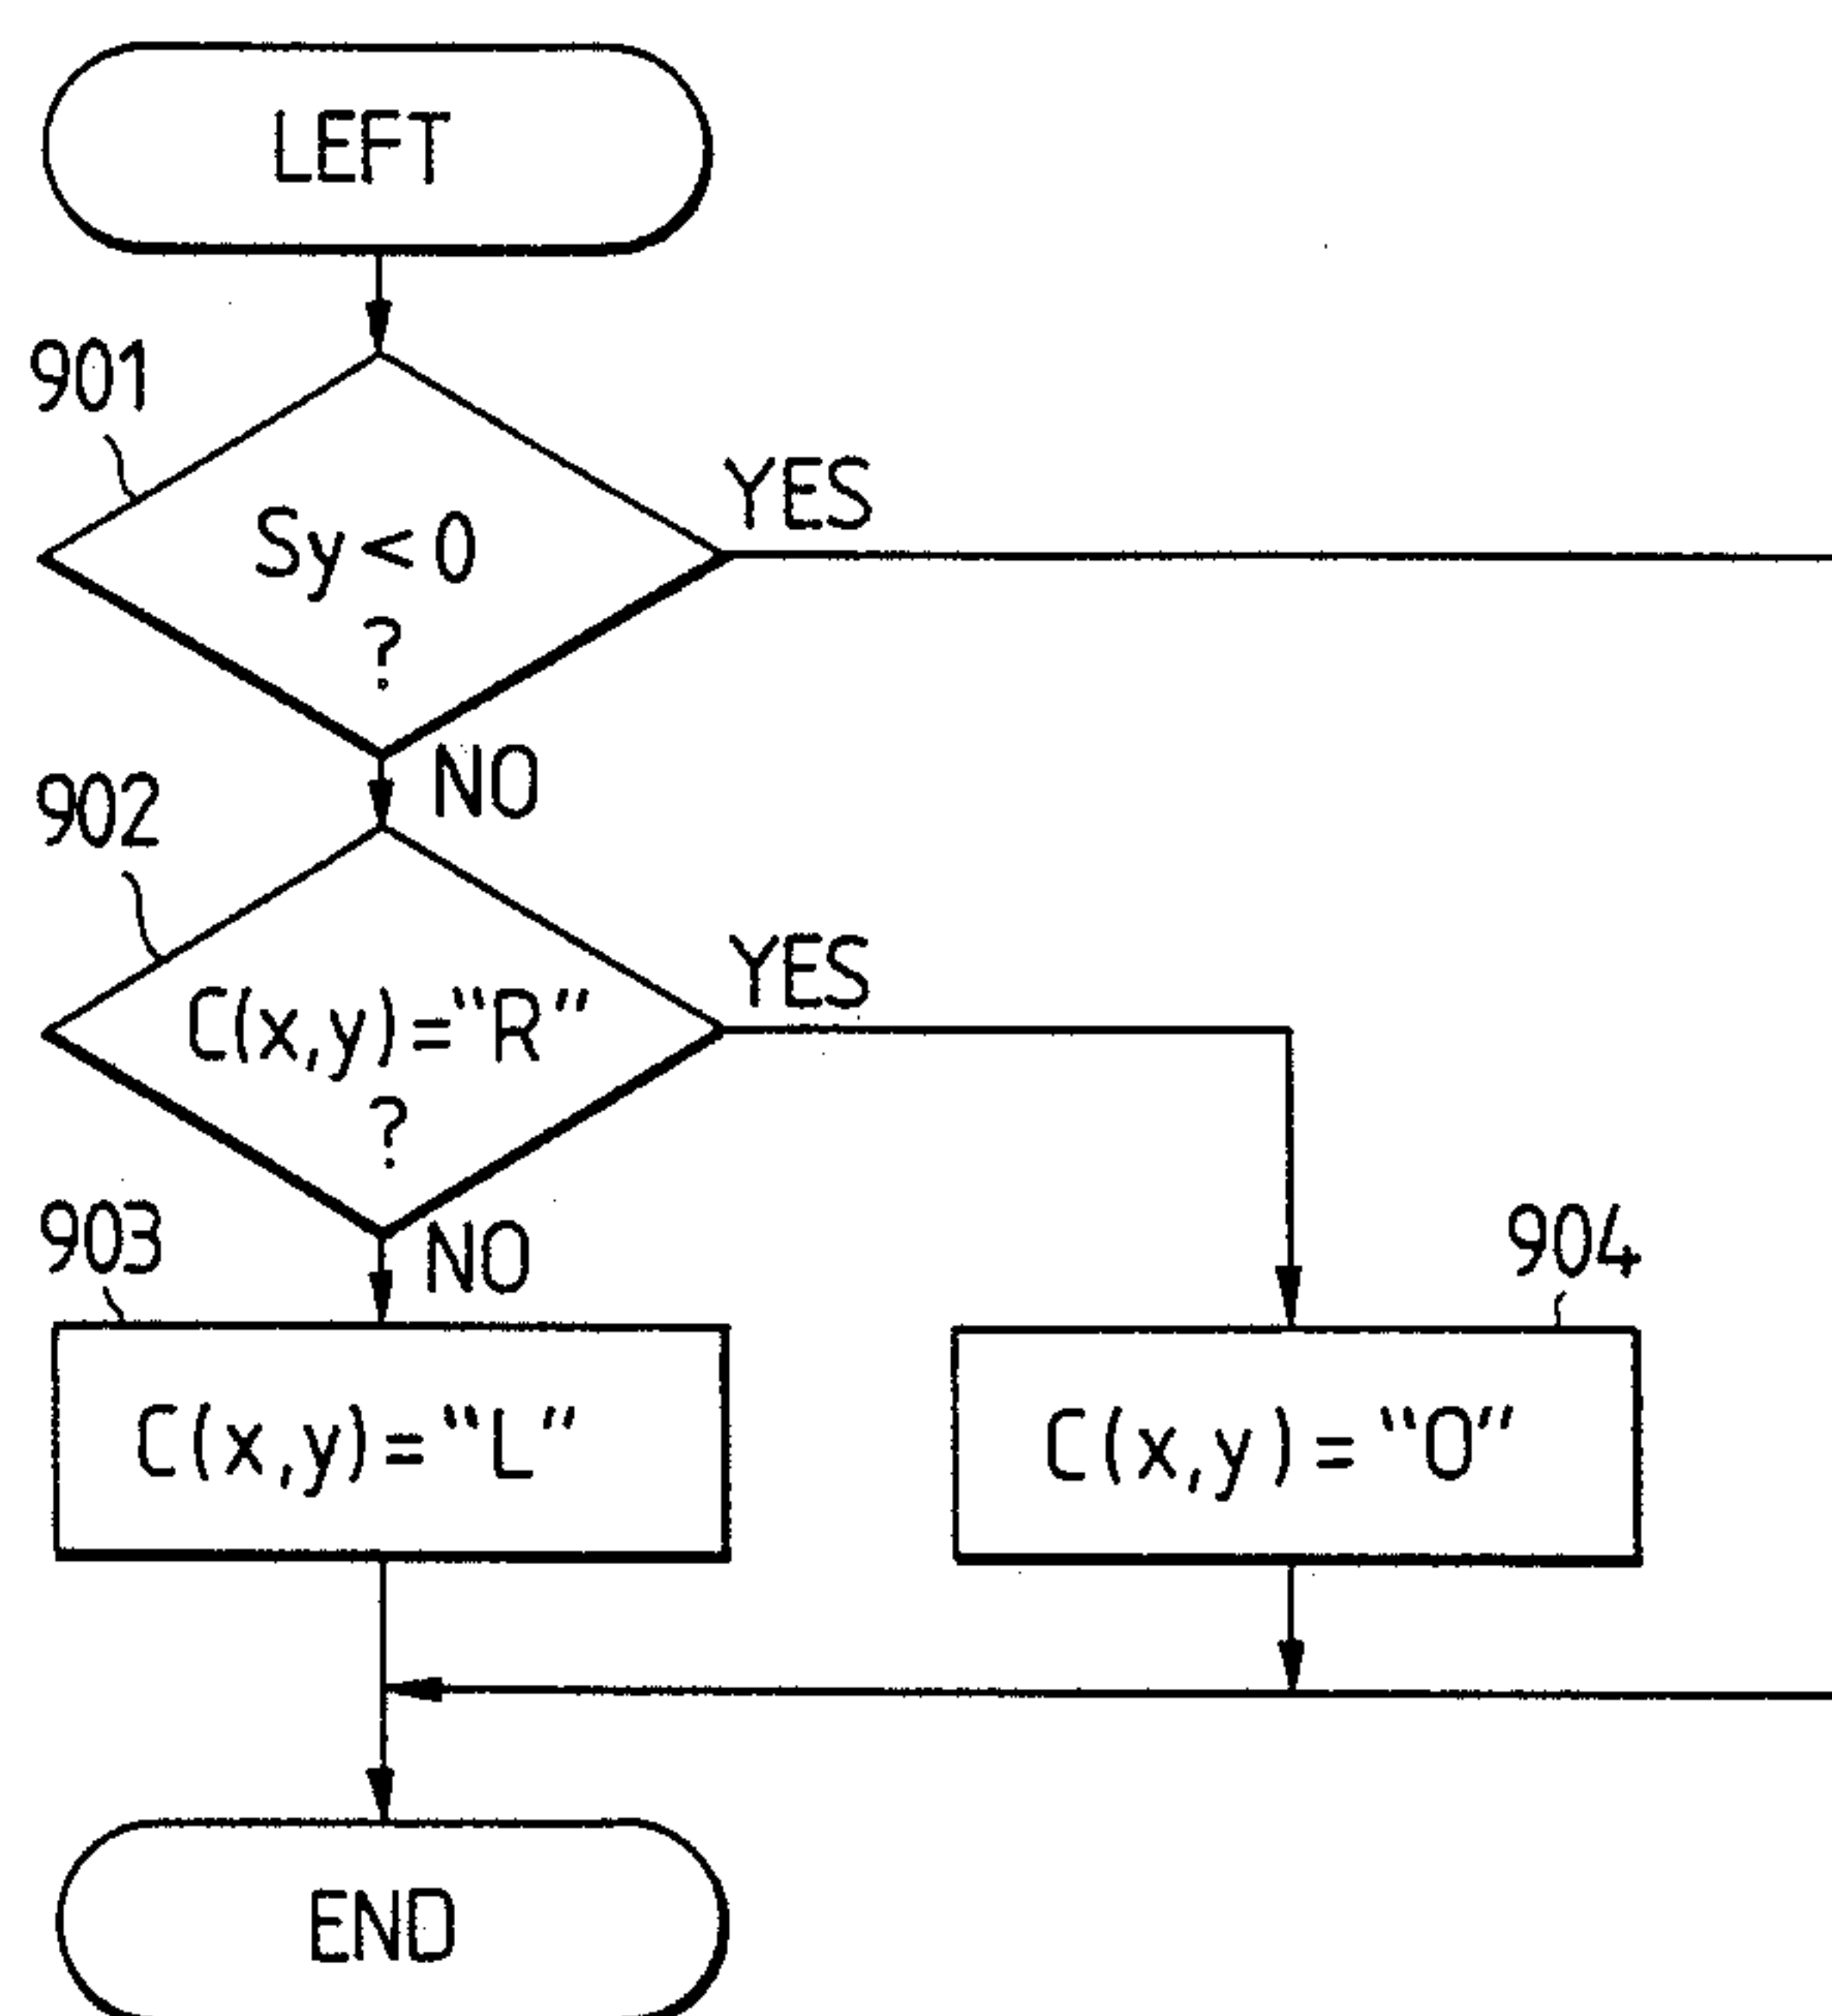 LEFT
901
Sy<0
?
YES
NO
902
C(x,y)="R"
?
YES
NO
903
C(x,y)="L"
904
C(x,y)="O"
END